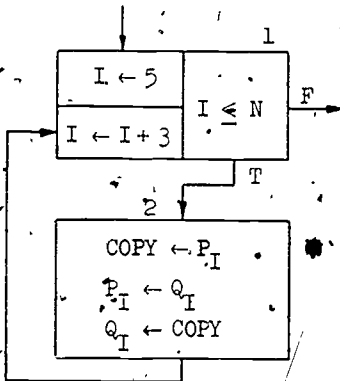 1
I ← 5
I ← I + 3
I ≤ N
F
T
2
COPY ← P_I
P_I ← Q_I
Q_I ← COPY